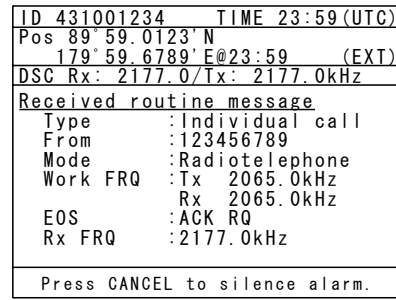 ID 431001234 TIME 23:59(UTC)
Pos 89°59.0123'N
179°59.6789'E@23:59 (EXT)
DSC Rx: 2177.0/Tx: 2177.0kHz
Received routine message
Type :Individual call
From :123456789
Mode :Radiotelephone
Work FRQ :Tx 2065.0kHz
Rx 2065.0kHz
EOS :ACK RQ
Rx FRQ :2177.0kHz
Press CANCEL to silence alarm.